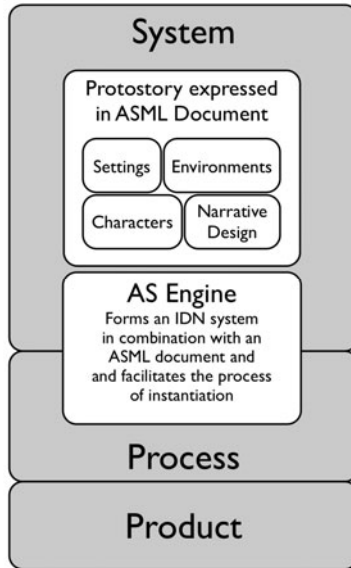 System
Protostory expressed
in ASML Document
Settings
Environments
Characters
Narrative
Design
AS Engine
Forms an IDN system
in combination with an
ASML document and
and facilitates the process
of instantiation
Process
Product